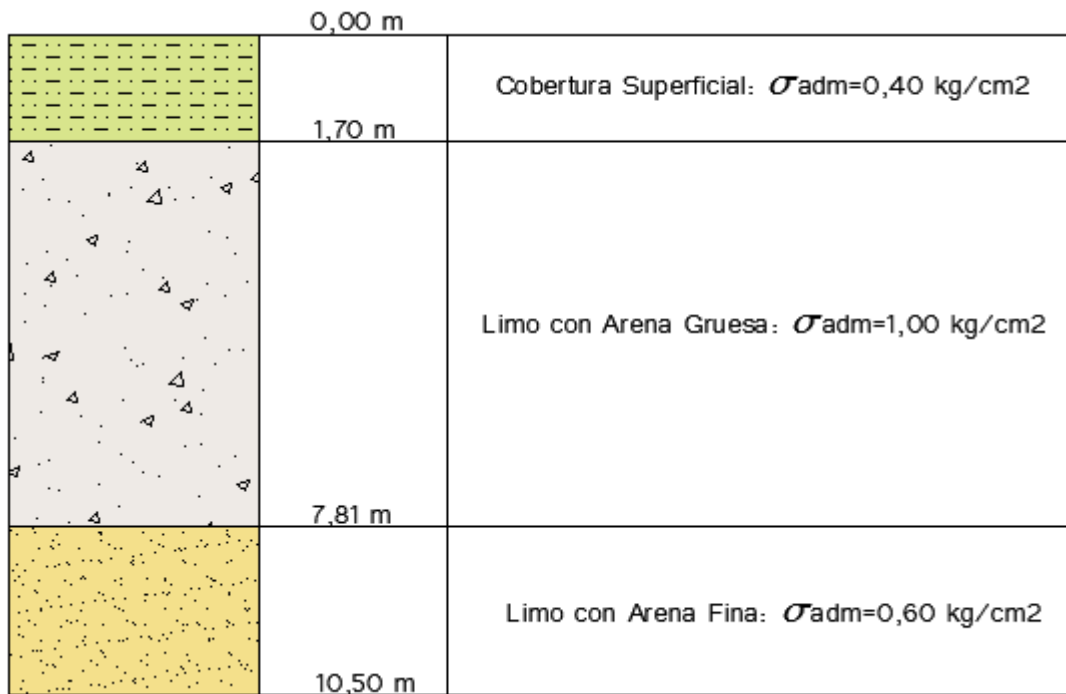 0,00 m
Cobertura Superficial: σadm=0,40 kg/cm2
1,70 m
Limo con Arena Gruesa: σadm=1,00 kg/cm2
7,81 m
Limo con Arena Fina: σadm=0,60 kg/cm2
10,50 m